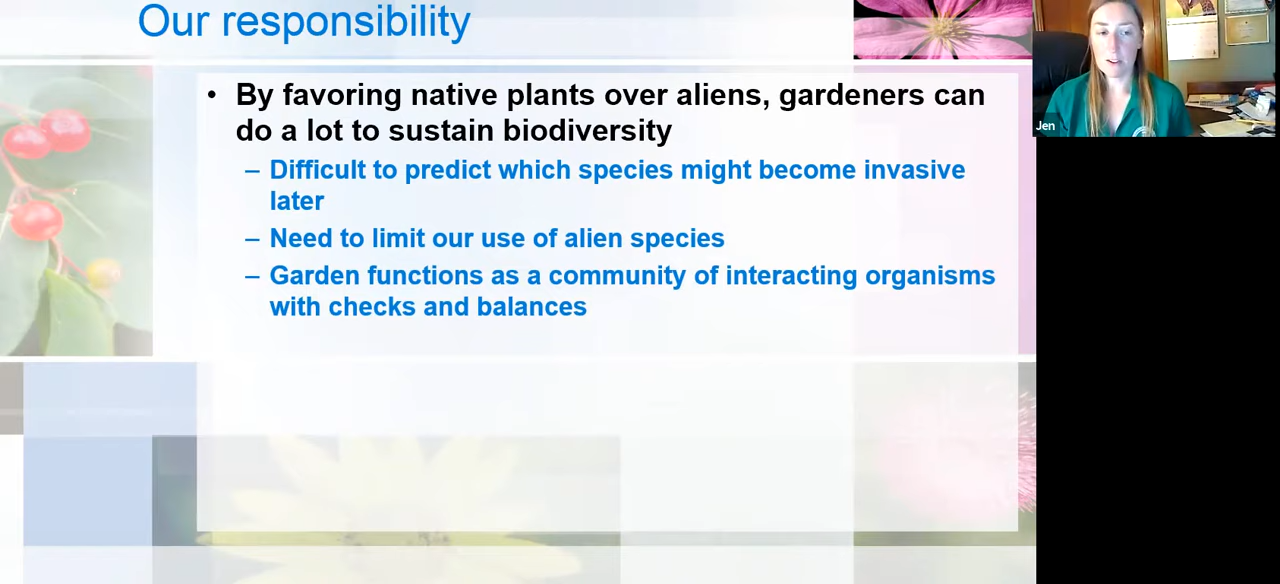 Our responsibility
• By favoring native plants over aliens, gardeners can
do a lot to sustain biodiversity
– Difficult to predict which species might become invasive
later
– Need to limit our use of alien species
– Garden functions as a community of interacting organisms
with checks and balances
Jen